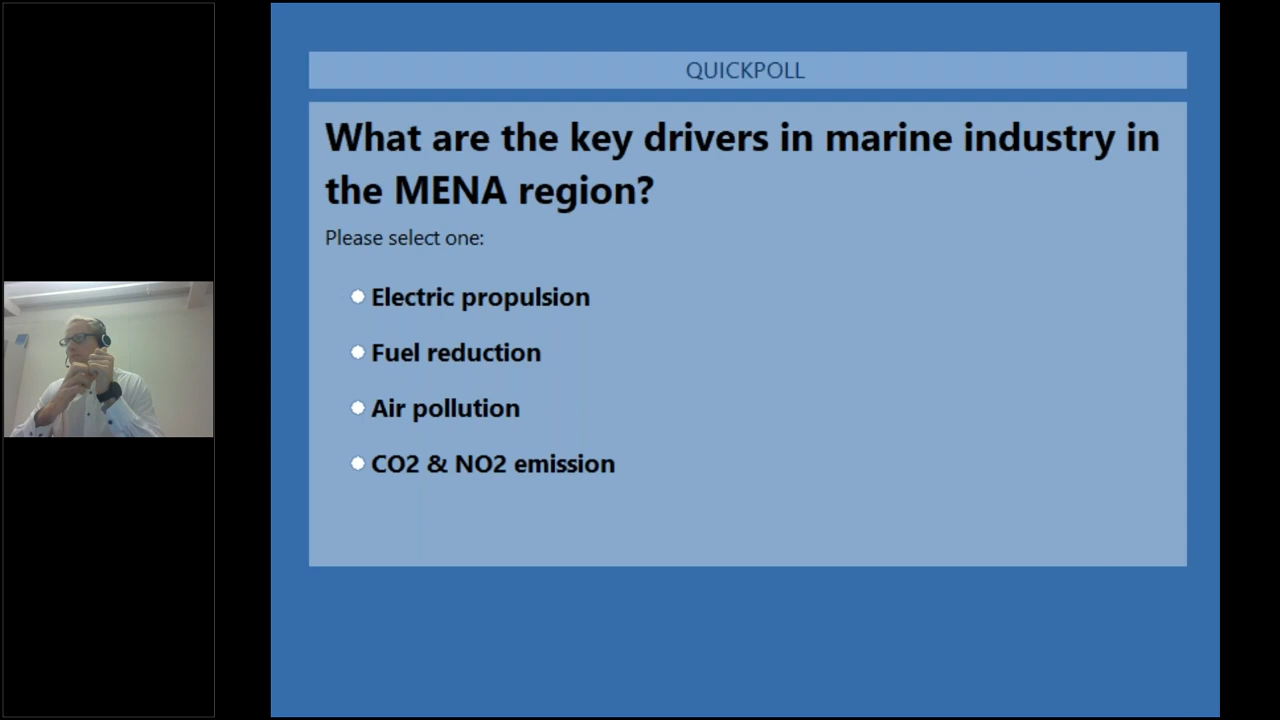 QUICKPOLL
What are the key drivers in marine industry in
the MENA region?
Please select one:
Electric propulsion
Fuel reduction
Air pollution
CO2 & NO2 emission